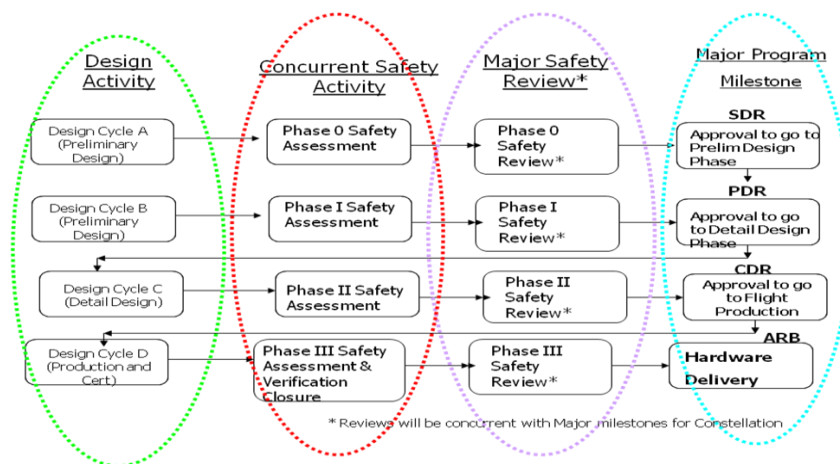 Design
Activity
Concurrent Safety
Activity
Major Safety
Review*
Major Program
Milestone
SDR
Design Cycle A
(Preliminary
Design)
Phase 0 Safety
Assessment
Phase 0
Safety
Review*
Approval to go to
Prelim Design
Phase
PDR
Design Cycle B
(Preliminary
Design)
Phase I Safety
Assessment
Phase I
Safety
Review*
Approval to go
to Detail Design
Phase
CDR
Design Cycle C
(Detail Design)
Phase II Safety
Assessment
Phase II
Safety
Review*
Approval to go
to Flight
Production
ARB
Design Cycle D
(Production and
Cert)
Phase III Safety
Assessment &
Verification
Closure
Phase III
Safety
Review*
Hardware
Delivery
* Reviews will be concurrent with Major milestones for Constellation